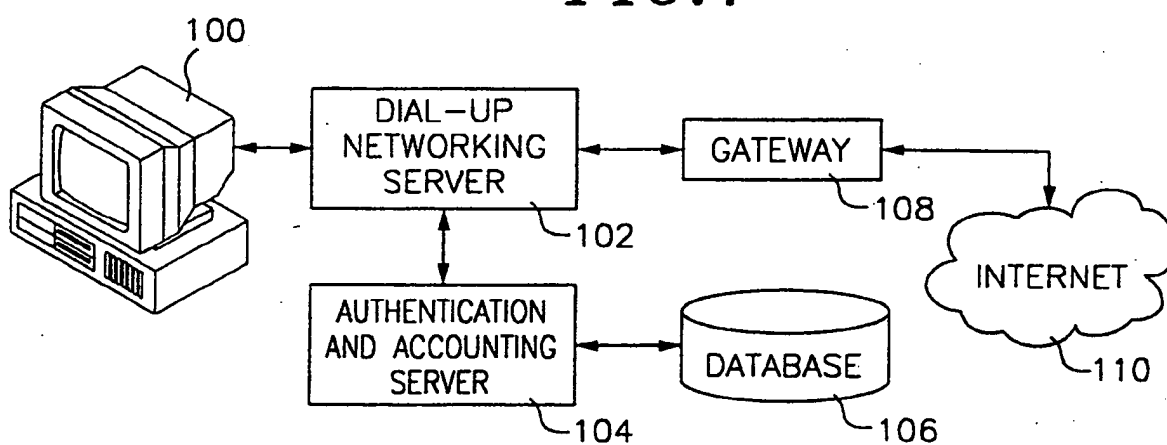 100
DIAL-UP
NETWORKING
SERVER
102
GATEWAY
108
INTERNET
110
AUTHENTICATION
AND ACCOUNTING
SERVER
104
DATABASE
106